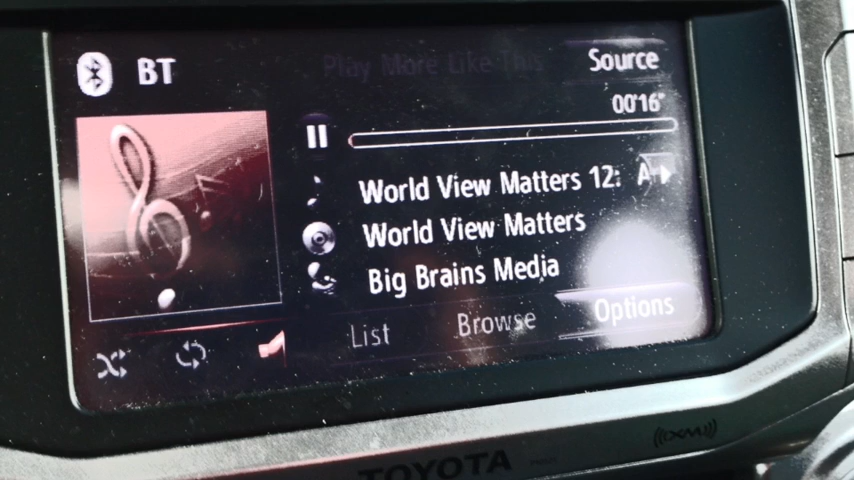 BT
Play More Like This
Source
00'16"
World View Matters 12: A
World View Matters
Big Brains Media
List
Browse
Options
((XM))
TOYOTA